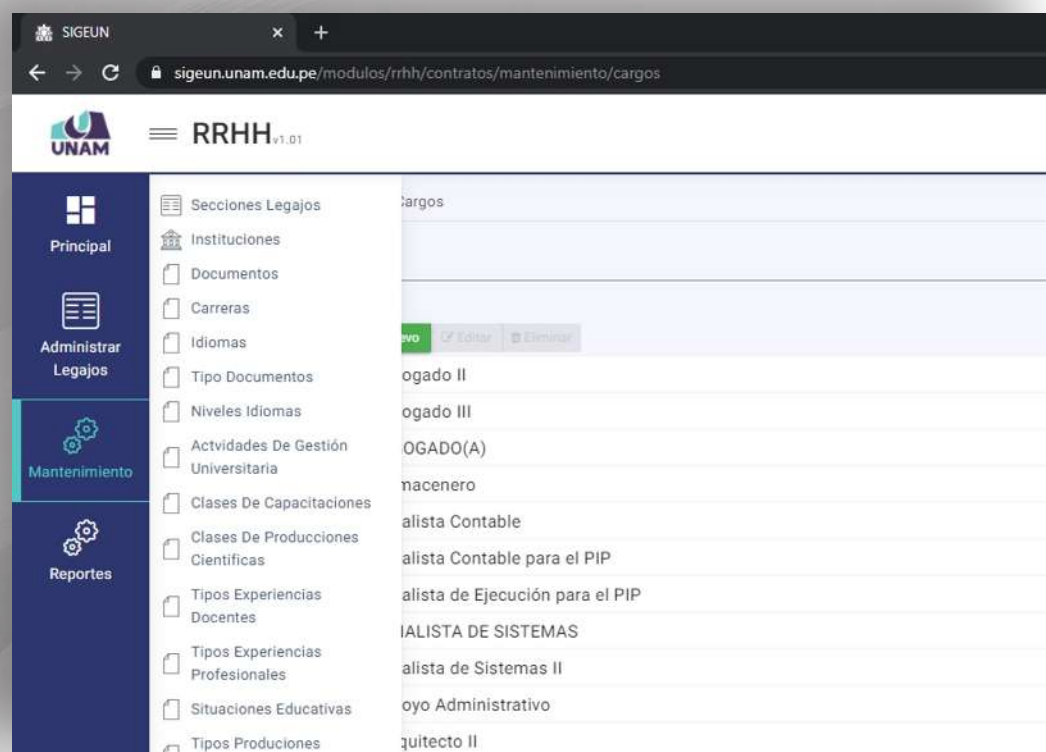 SIGEUN
sigeun.unam.edu.pe/modulos/rrhh/contratos/mantenimiento/cargos
UNAM
RRHH v1.01
Principal
Administrar
Legajos
Mantenimiento
Reportes
Secciones Legajos
Instituciones
Documentos
Carreras
Idiomas
Tipo Documentos
Niveles Idiomas
Actvidades De Gestión
Universitaria
Clases De Capacitaciones
Clases De Producciones
Cientificas
Tipos Experiencias
Docentes
Tipos Experiencias
Profesionales
Situaciones Educativas
Tipos Produciones
argos
evo Editar Eliminar
ogado II
ogado III
OGADO(A)
macenero
alista Contable
alista Contable para el PIP
alista de Ejecución para el PIP
IALISTA DE SISTEMAS
alista de Sistemas II
oyo Administrativo
quitecto II